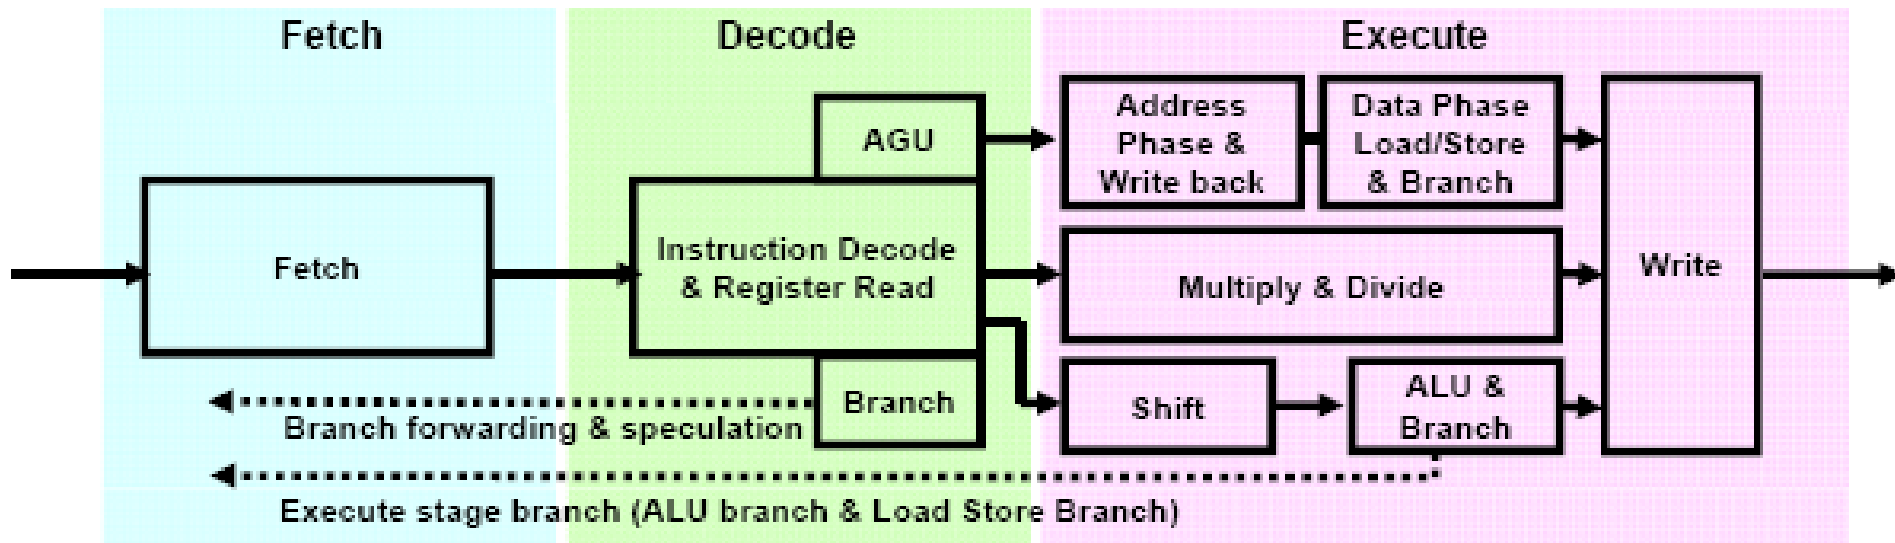 Fetch
Decode
Execute
AGU
Address
Phase &
Write back
Data Phase
Load/Store
& Branch
Fetch
Instruction Decode
& Register Read
Multiply & Divide
Write
Branch
Shift
ALU &
Branch
Branch forwarding & speculation
Execute stage branch (ALU branch & Load Store Branch)